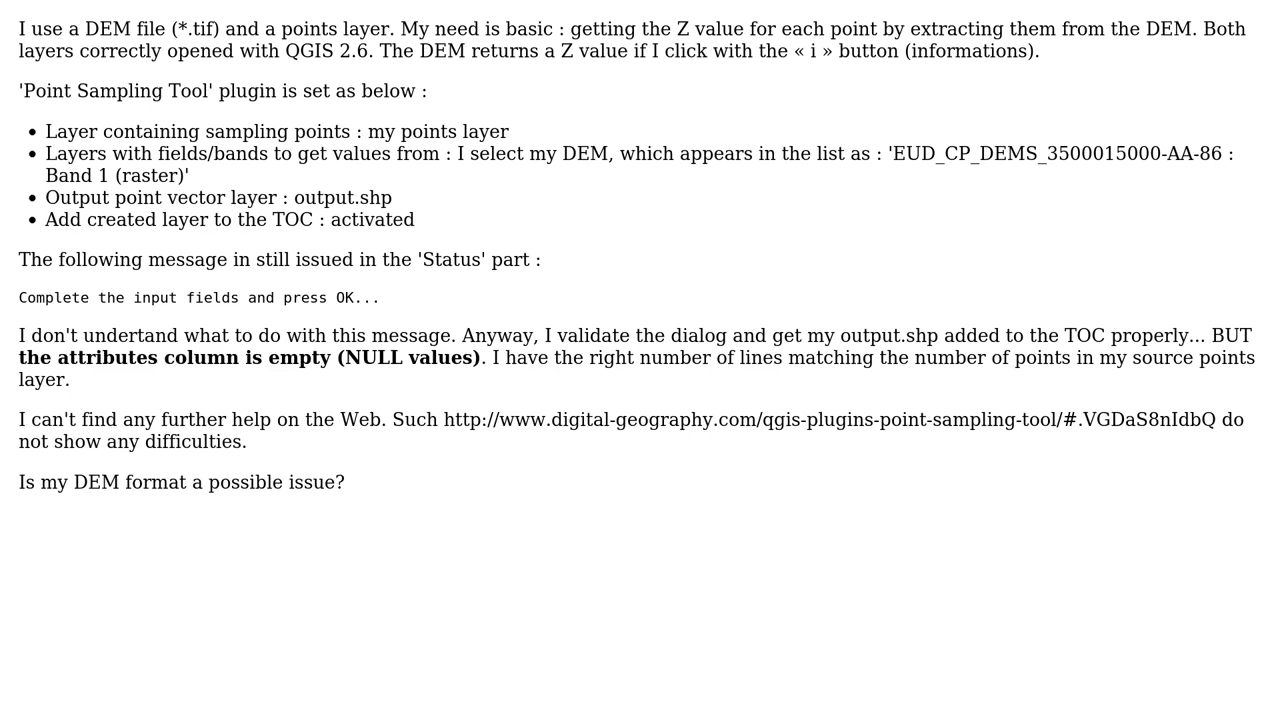 I use a DEM file (*.tif) and a points layer. My need is basic : getting the Z value for each point by extracting them from the DEM. Both
layers correctly opened with QGIS 2.6. The DEM returns a Z value if I click with the « i » button (informations).
'Point Sampling Tool' plugin is set as below :
• Layer containing sampling points : my points layer
• Layers with fields/bands to get values from : I select my DEM, which appears in the list as : 'EUD_CP_DEMS_3500015000-AA-86 :
Band 1 (raster)'
• Output point vector layer : output.shp
• Add created layer to the TOC : activated
The following message in still issued in the 'Status' part :
Complete the input fields and press OK...
I don't undertand what to do with this message. Anyway, I validate the dialog and get my output.shp added to the TOC properly... BUT
the attributes column is empty (NULL values). I have the right number of lines matching the number of points in my source points
layer.
I can't find any further help on the Web. Such http://www.digital-geography.com/qgis-plugins-point-sampling-tool/#.VGDaS8nIdbQ do
not show any difficulties.
Is my DEM format a possible issue?